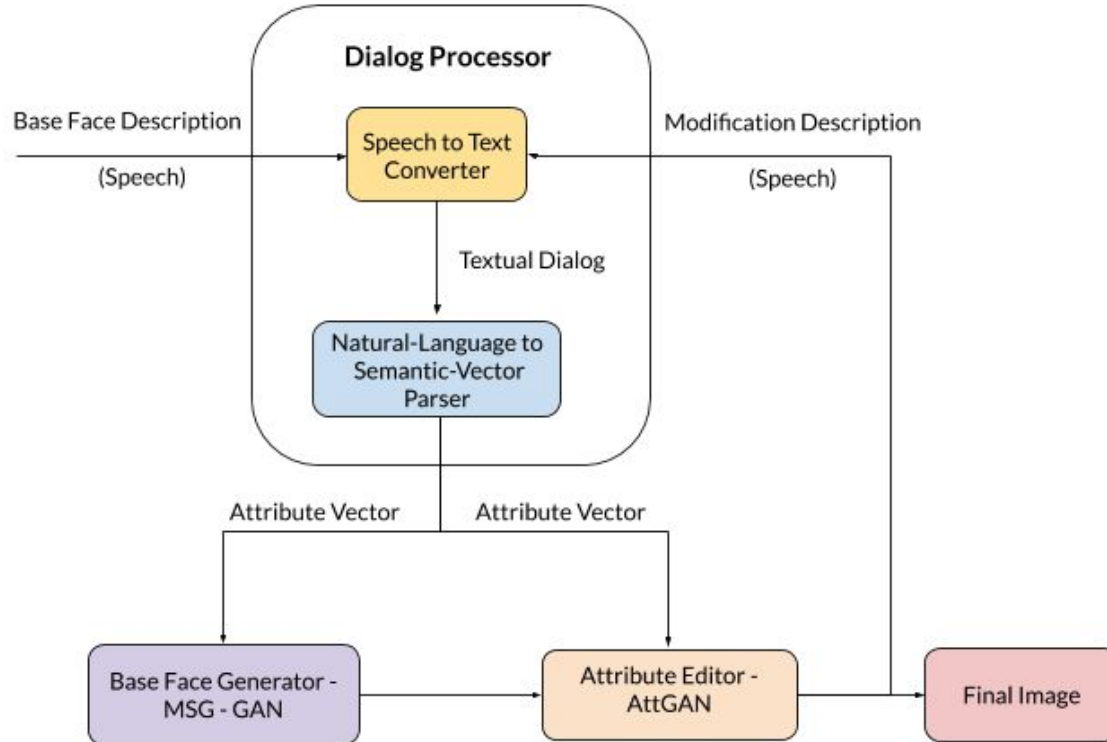 Dialog Processor
Base Face Description
(Speech)
Speech to Text
Converter
Modification Description
(Speech)
Textual Dialog
Natural-Language to
Semantic-Vector
Parser
Attribute Vector
Attribute Vector
Base Face Generator -
MSG - GAN
Attribute Editor -
AttGAN
Final Image